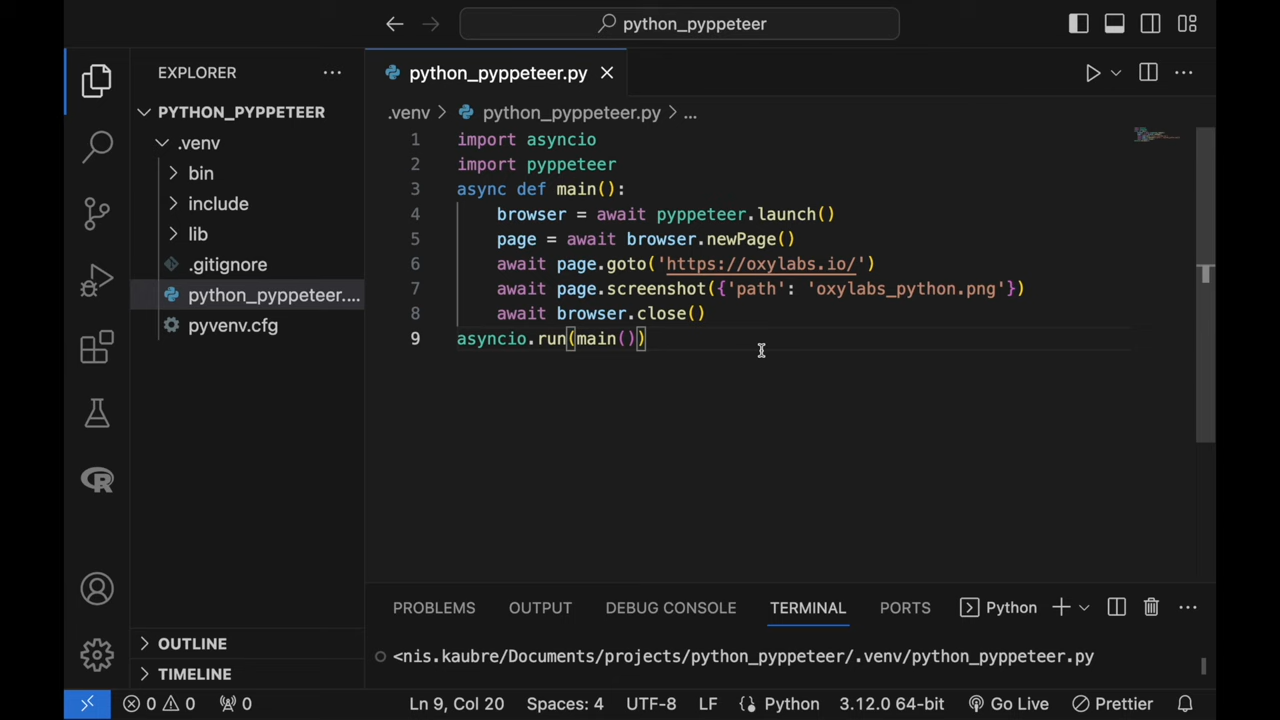 python_pyppeteer
EXPLORER
python_pyppeteer.py
PYTHON_PYPPETEER
.venv
bin
include
lib
.gitignore
python_pyppeteer....
pyvenv.cfg
OUTLINE
TIMELINE
.venv > python_pyppeteer.py > ...
1 import asyncio
2 import pyppeteer
3 async def main():
4 browser = await pyppeteer.launch()
5 page = await browser.newPage()
6 await page.goto('https://oxylabs.io/')
7 await page.screenshot({'path': 'oxylabs_python.png'})
8 await browser.close()
9 asyncio.run(main())
PROBLEMS OUTPUT DEBUG CONSOLE TERMINAL PORTS Python
<nis.kaubre/Documents/projects/python_pyppeteer/.venv/python_pyppeteer.py
0 0 0 Ln 9, Col 20 Spaces: 4 UTF-8 LF Python 3.12.0 64-bit Go Live Prettier